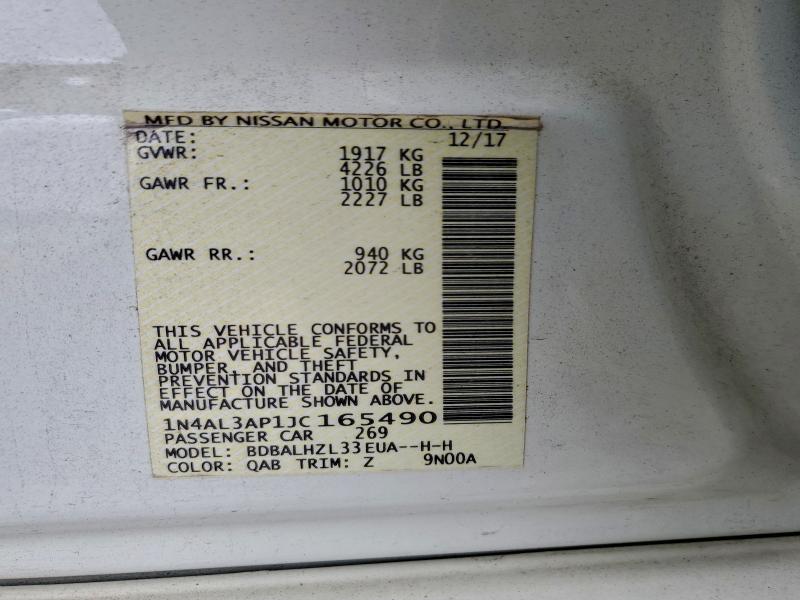 MFD BY NISSAN MOTOR CO., LTD.
DATE: 12/17
GVWR: 1917 KG
4226 LB
GAWR FR.: 1010 KG
2227 LB
GAWR RR.: 940 KG
2072 LB
THIS VEHICLE CONFORMS TO
ALL APPLICABLE FEDERAL
MOTOR VEHICLE SAFETY,
BUMPER, AND THEFT
PREVENTION STANDARDS IN
EFFECT ON THE DATE OF
MANUFACTURE SHOWN ABOVE.
1N4AL3AP1JC165490
PASSENGER CAR 269
MODEL: BDBALHZL33EUA--H-H
COLOR: QAB TRIM: Z 9N00A